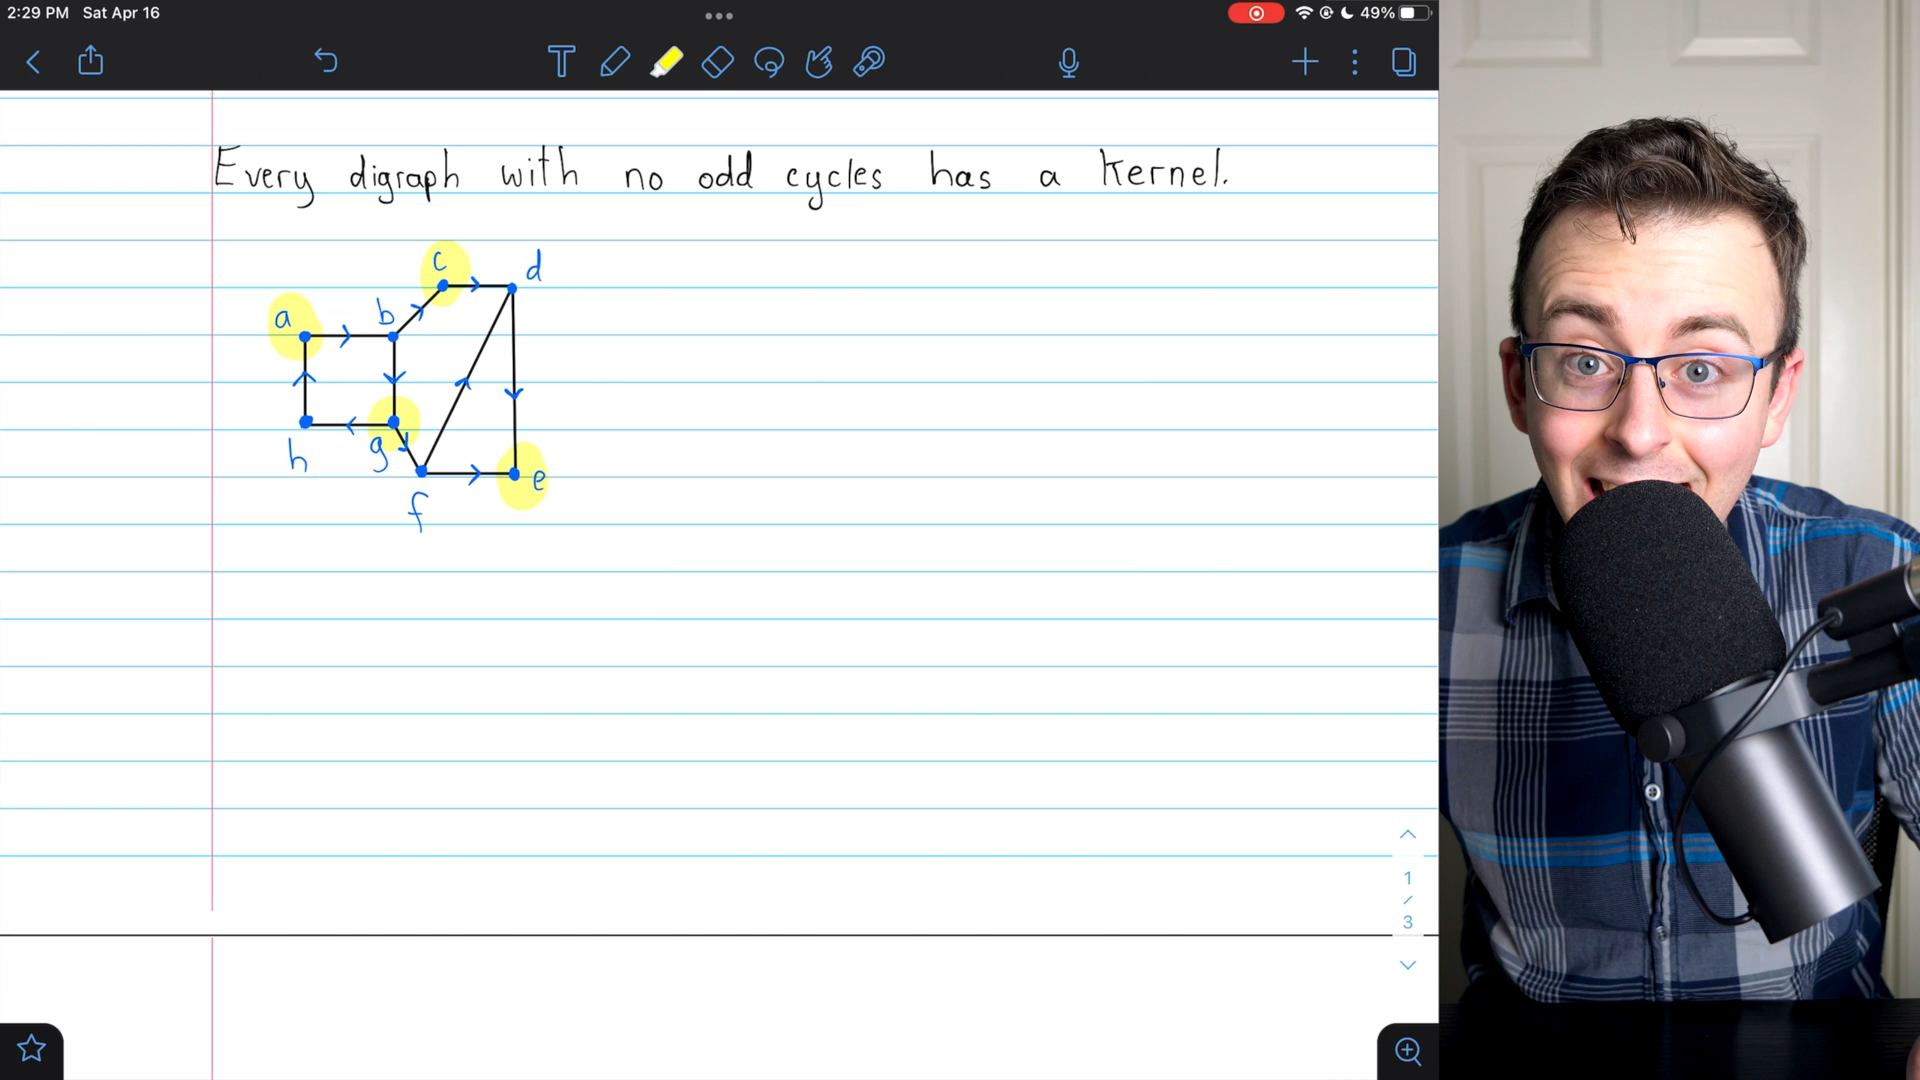 2:29 PM Sat Apr 16
49%
T
Every digraph with no odd cycles has a kernel.
c
d
a
b
h
g
e
f
1
/
3